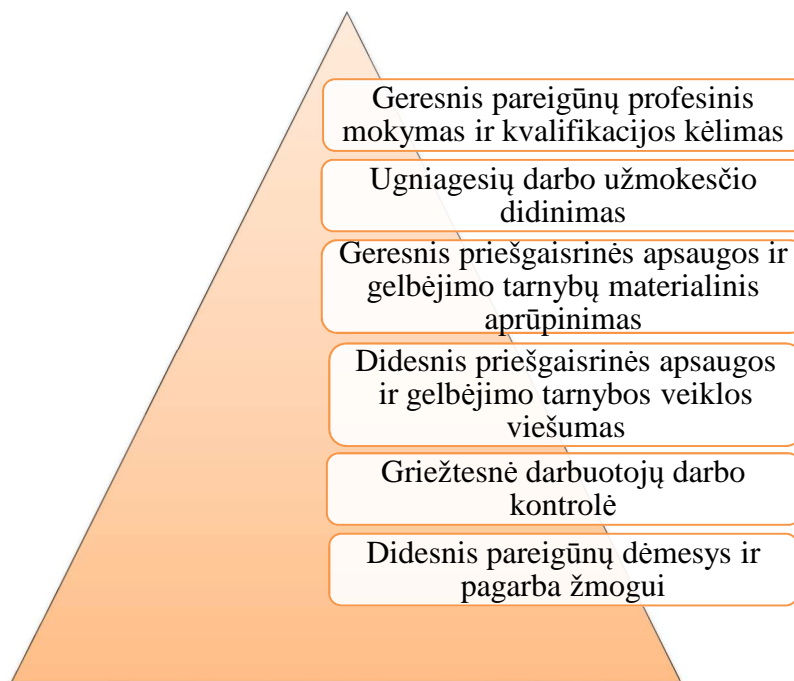 Geresnis pareigūnų profesinis
mokymas ir kvalifikacijos kėlimas
Ugniagesių darbo užmokesčio
didinimas
Geresnis priešgaisrinės apsaugos ir
gelbėjimo tarnybų materialinis
aprūpinimas
Didesnis priešgaisrinės apsaugos
ir gelbėjimo tarnybos veiklos
viešumas
Griežtesnė darbuotojų darbo
kontrolė
Didesnis pareigūnų dėmesys ir
pagarba žmogui